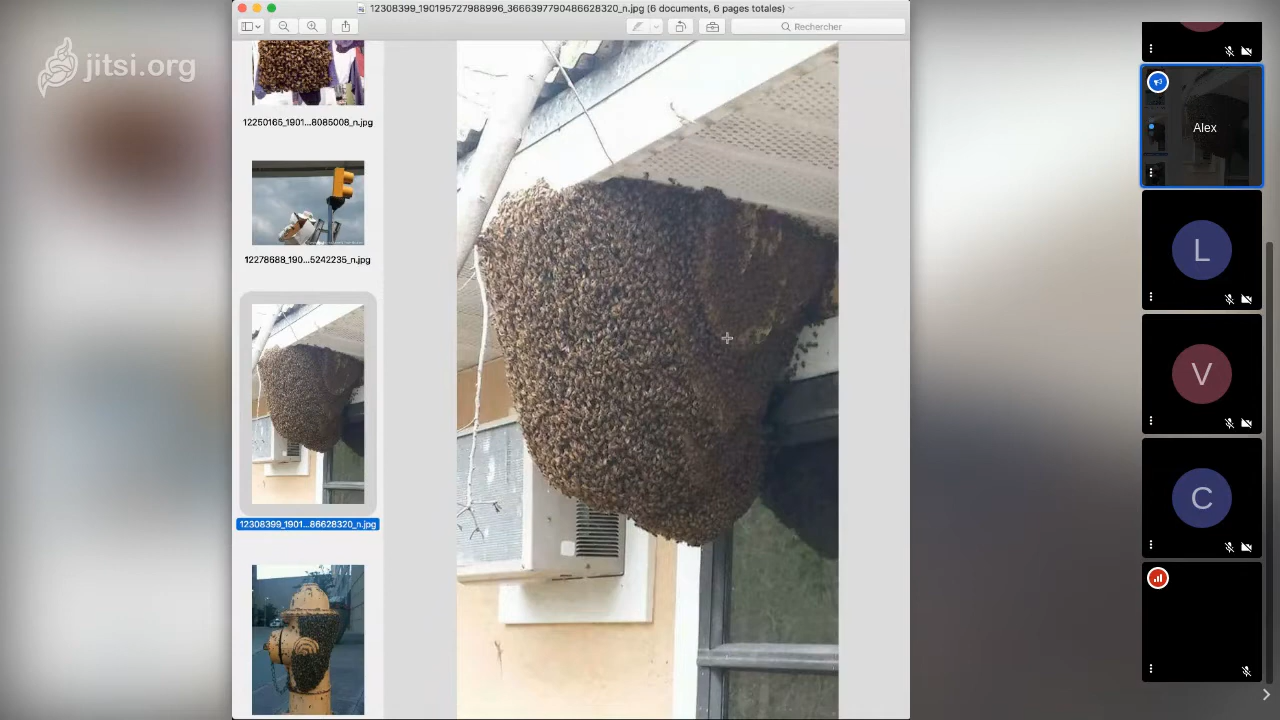 12308399_190195727988996_3666397790486628320_n.jpg (6 documents, 6 pages totales)
Rechercher
jitsi.org
12250165_1901...8085008_n.jpg
12278688_190...5242235_n.jpg
12308399_1901...86628320_n.jpg
Alex
L
V
C